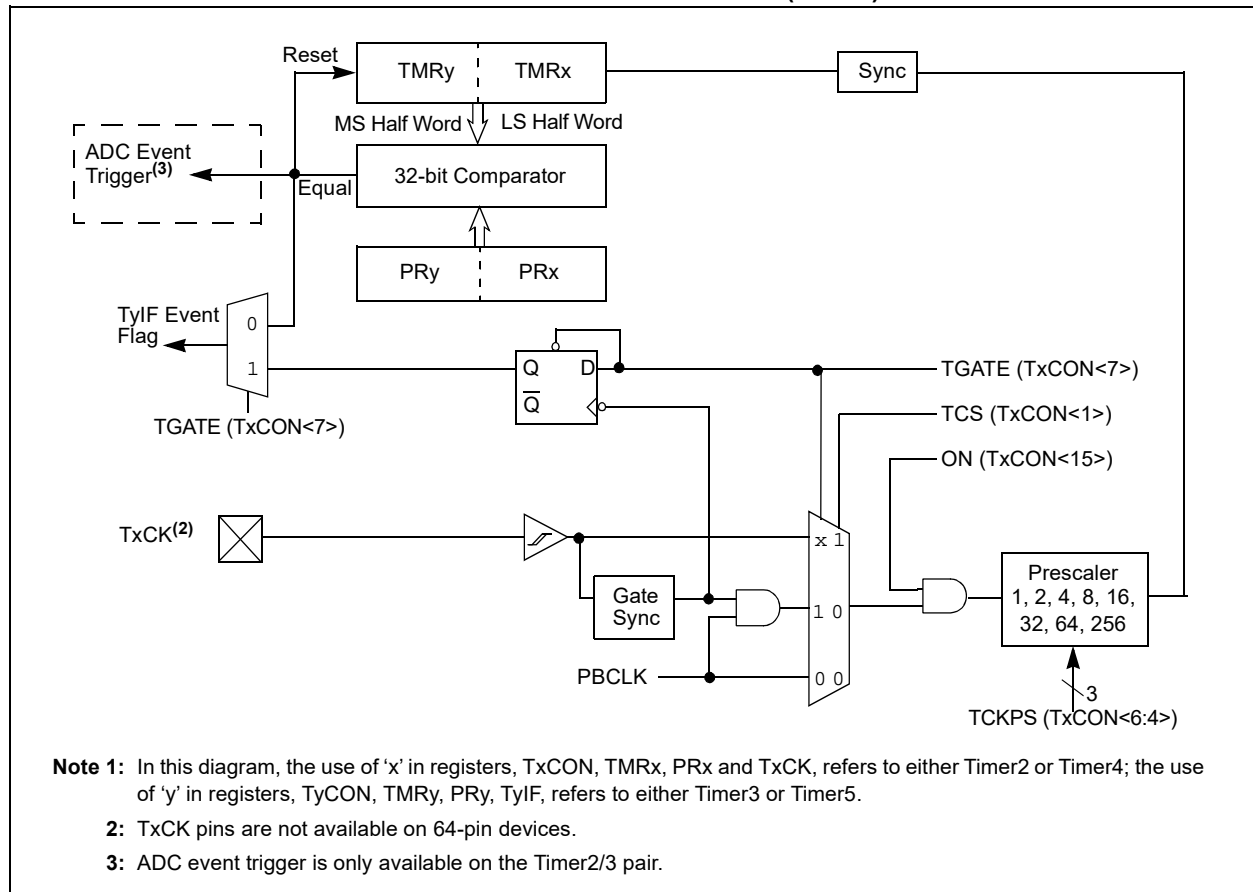 Reset
TMRy
TMRx
Sync
MS Half Word
LS Half Word
ADC Event
Trigger(3)
Equal
32-bit Comparator
PRy
PRx
TyIF Event
Flag
0
1
Q
D
Q
TGATE (TxCON<7>)
TGATE (TxCON<7>)
TCS (TxCON<1>)
ON (TxCON<15>)
TxCK(2)
x 1
Gate
Sync
1 0
Prescaler
1, 2, 4, 8, 16,
32, 64, 256
PBCLK
0 0
3
TCKPS (TxCON<6:4>)
Note 1: In this diagram, the use of ‘x’ in registers, TxCON, TMRx, PRx and TxCK, refers to either Timer2 or Timer4; the use
of ‘y’ in registers, TyCON, TMRy, PRy, TyIF, refers to either Timer3 or Timer5.
2: TxCK pins are not available on 64-pin devices.
3: ADC event trigger is only available on the Timer2/3 pair.